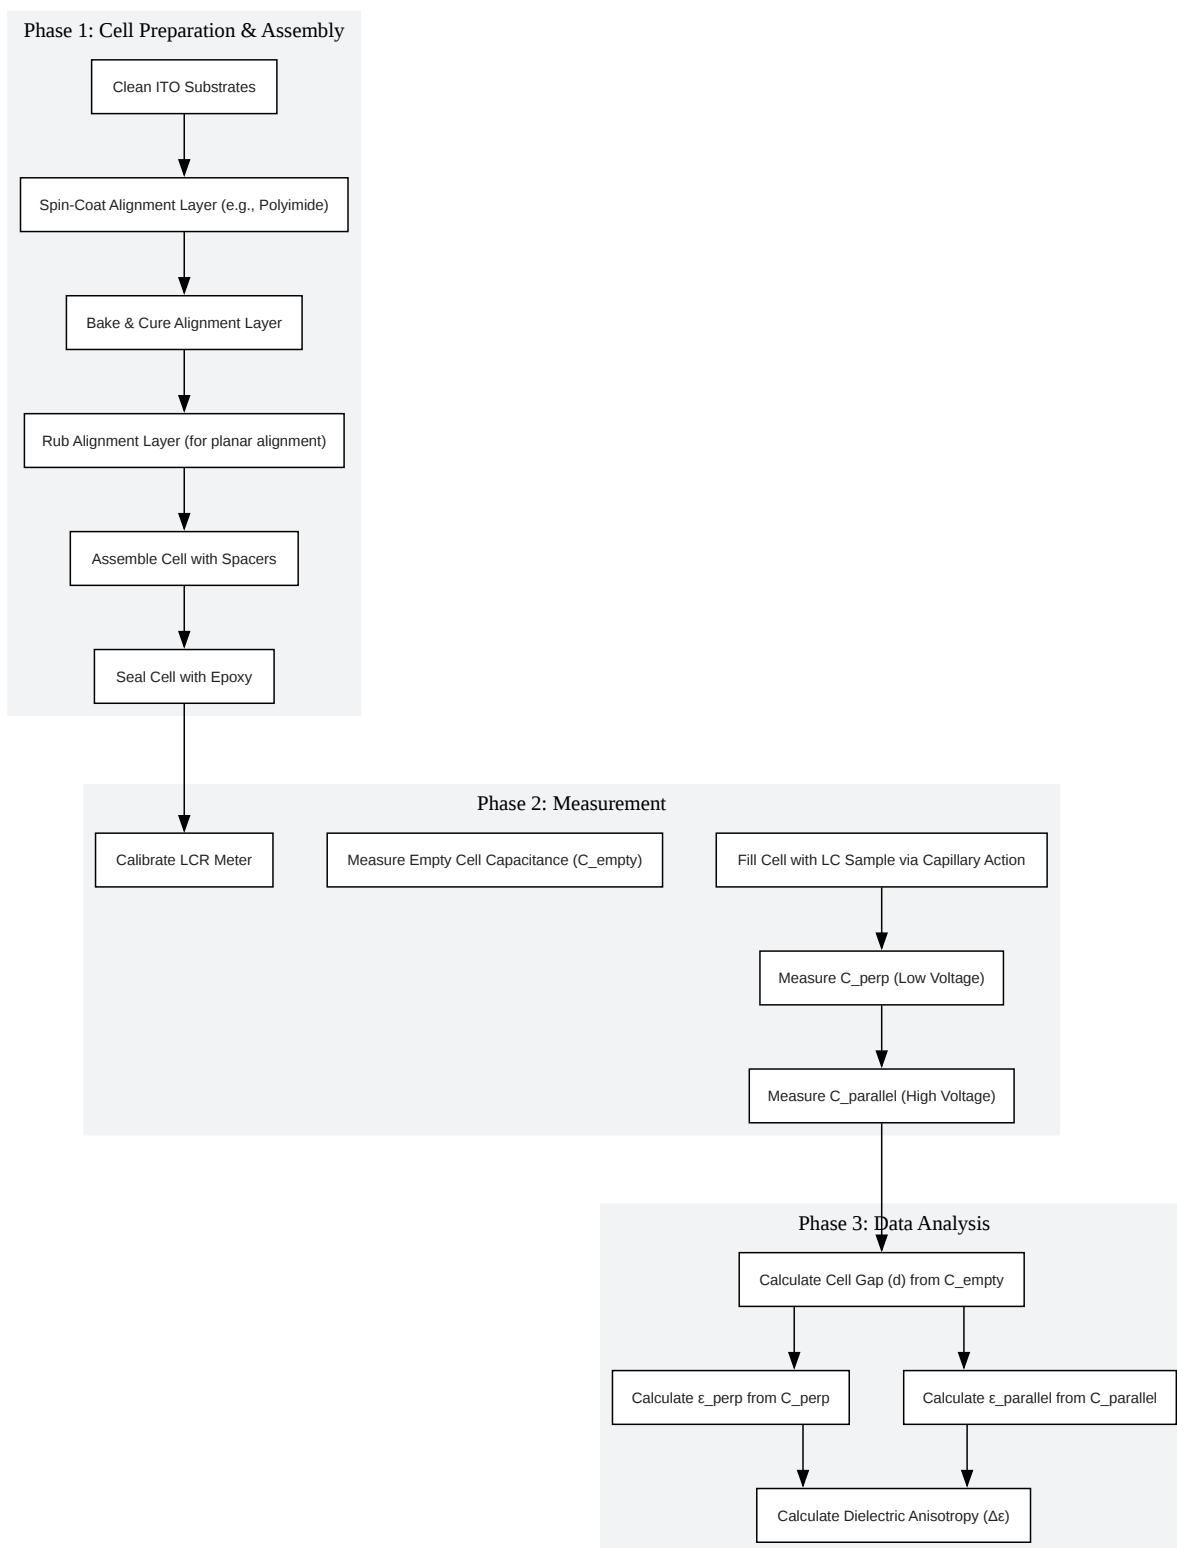 Phase 1: Cell Preparation & Assembly
Clean ITO Substrates
Spin-Coat Alignment Layer (e.g., Polyimide)
Bake & Cure Alignment Layer
Rub Alignment Layer (for planar alignment)
Assemble Cell with Spacers
Seal Cell with Epoxy
Phase 2: Measurement
Calibrate LCR Meter
Measure Empty Cell Capacitance (C_empty)
Fill Cell with LC Sample via Capillary Action
Measure C_perp (Low Voltage)
Measure C_parallel (High Voltage)
Phase 3: Data Analysis
Calculate Cell Gap (d) from C_empty
Calculate ε_perp from C_perp
Calculate ε_parallel from C_parallel
Calculate Dielectric Anisotropy (Δε)